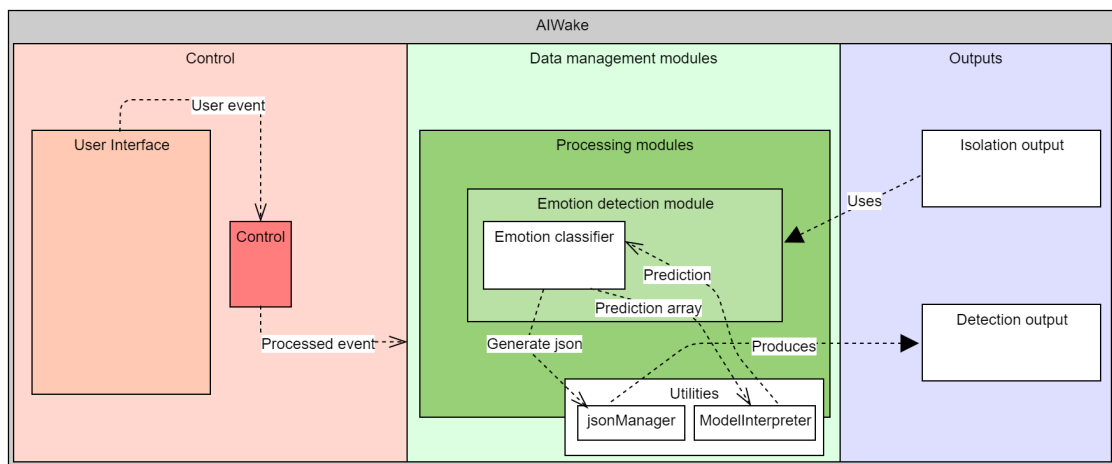 AIWake
Control
Data management modules
Outputs
User event
User Interface
Processing modules
Isolation output
Emotion detection module
Uses
Control
Emotion classifier
Prediction
Prediction array
Detection output
Processed event
Generate json
Produces
Utilities
jsonManager
ModelInterpreter